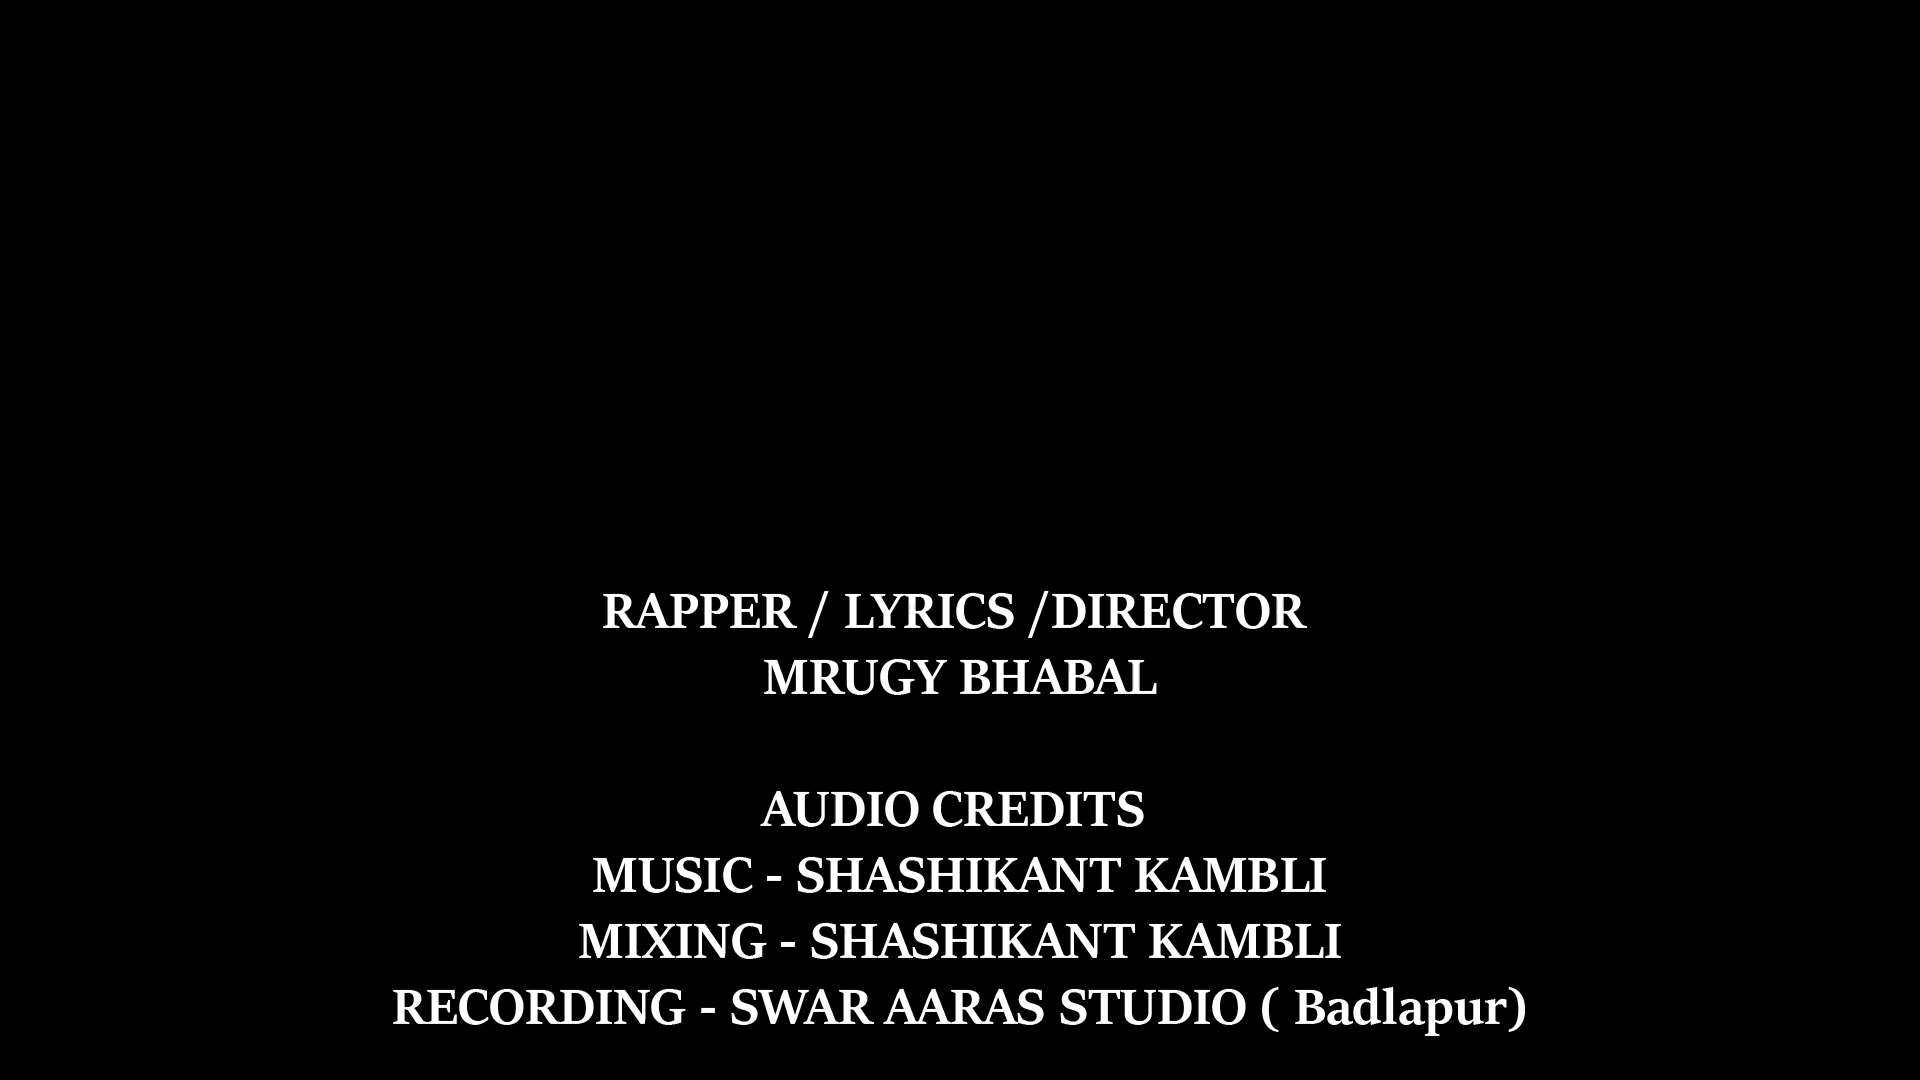 RAPPER / LYRICS /DIRECTOR
MRUGY BHABAL
AUDIO CREDITS
MUSIC - SHASHIKANT KAMBLI
MIXING - SHASHIKANT KAMBLI
RECORDING - SWAR AARAS STUDIO ( Badlapur)